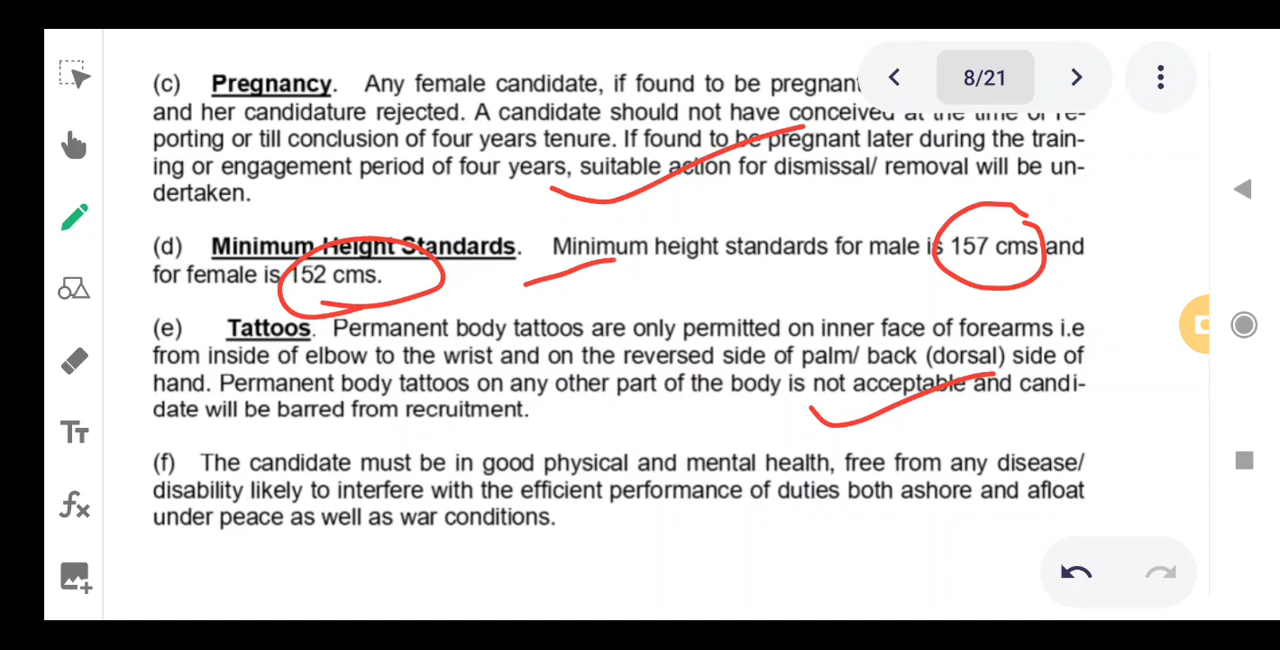 8/21
(c) Pregnancy. Any female candidate, if found to be pregnant
and her candidature rejected. A candidate should not have conceived at the time of re-
porting or till conclusion of four years tenure. If found to be pregnant later during the train-
ing or engagement period of four years, suitable action for dismissal/ removal will be un-
dertaken.
(d) Minimum Height Standards. Minimum height standards for male is 157 cms and
for female is 152 cms.
(e) Tattoos. Permanent body tattoos are only permitted on inner face of forearms i.e
from inside of elbow to the wrist and on the reversed side of palm/ back (dorsal) side of
hand. Permanent body tattoos on any other part of the body is not acceptable and candi-
date will be barred from recruitment.
(f) The candidate must be in good physical and mental health, free from any disease/
disability likely to interfere with the efficient performance of duties both ashore and afloat
under peace as well as war conditions.
TT
fx